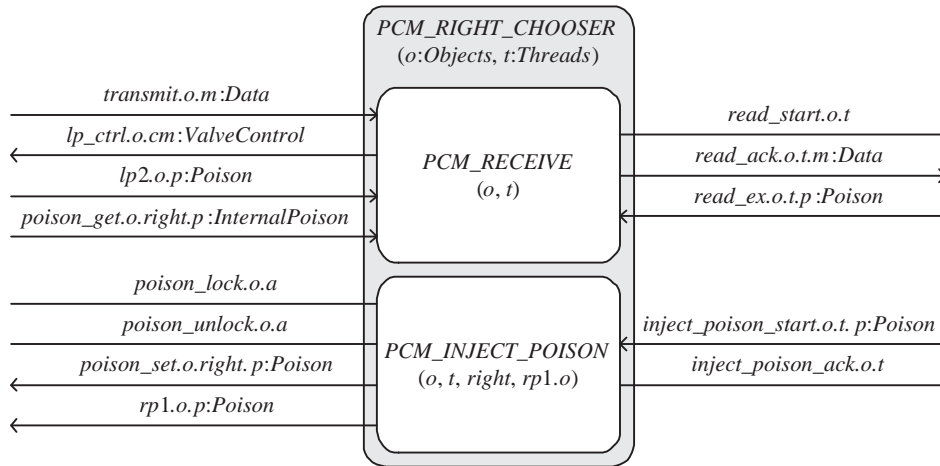 PCM_RIGHT_CHOOSER
(o:Objects, t:Threads)
transmit.o.m:Data
lp_ctrl.o.cm:ValveControl
lp2.o.p:Poison
poison_get.o.right.p:InternalPoison
PCM_RECEIVE
(o, t)
read_start.o.t
read_ack.o.t.m:Data
read_ex.o.t.p:Poison
poison_lock.o.a
poison_unlock.o.a
poison_set.o.right.p:Poison
rp1.o.p:Poison
PCM_INJECT_POISON
(o, t, right, rp1.o)
inject_poison_start.o.t. p:Poison
inject_poison_ack.o.t